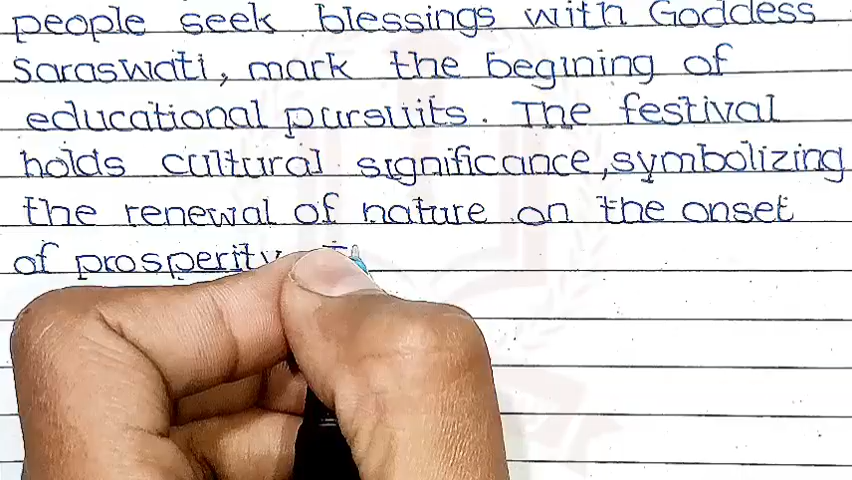 people seek blessings with Goddess
Saraswati, mark the begining of
educational pursuits. The festival
holds cultural significance, symbolizing
the renewal of nature on the onset
of prosperity